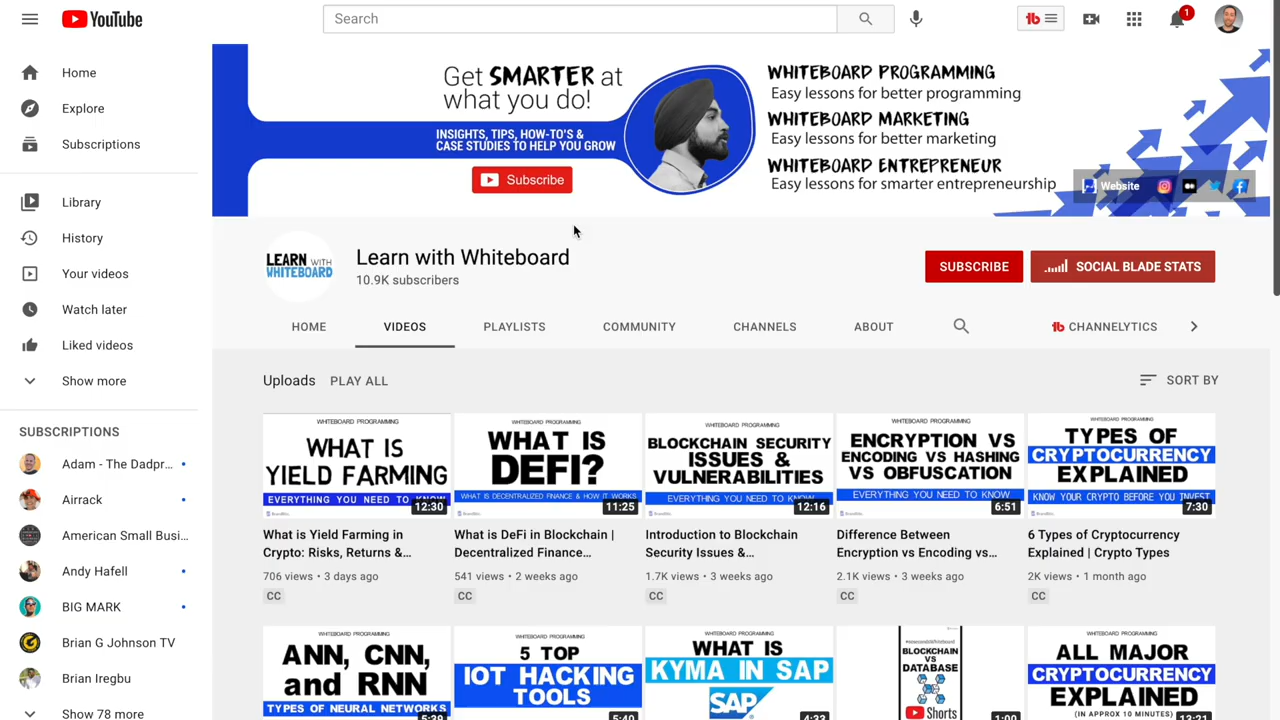 YouTube
Search
1
Home
Explore
Subscriptions
Library
History
Your videos
Watch later
Liked videos
Show more
SUBSCRIPTIONS
Adam - The Dadpr...
Airrack
American Small Busi...
Andy Hafell
BIG MARK
Brian G Johnson TV
Brian Iregbu
Show 78 more
Get SMARTER at
what you do!
INSIGHTS, TIPS, HOW-TO'S &
CASE STUDIES TO HELP YOU GROW
Subscribe
WHITEBOARD PROGRAMMING
Easy lessons for better programming
WHITEBOARD MARKETING
Easy lessons for better marketing
WHITEBOARD ENTREPRENEUR
Easy lessons for smarter entrepreneurship
Website
LEARN WITH
WHITEBOARD
Learn with Whiteboard
10.9K subscribers
SUBSCRIBE
SOCIAL BLADE STATS
HOME VIDEOS PLAYLISTS COMMUNITY CHANNELS ABOUT CHANNELYTICS
Uploads PLAY ALL
SORT BY
WHITEBOARD PROGRAMMING
WHAT IS
YIELD FARMING
EVERYTHING YOU NEED TO KNOW
12:30
What is Yield Farming in
Crypto: Risks, Returns &...
706 views • 3 days ago
CC
WHITEBOARD PROGRAMMING
WHAT IS
DEFI?
WHAT IS DECENTRALIZED FINANCE & HOW IT WORKS
11:25
What is DeFi in Blockchain |
Decentralized Finance...
541 views • 2 weeks ago
CC
WHITEBOARD PROGRAMMING
BLOCKCHAIN SECURITY
ISSUES &
VULNERABILITIES
EVERYTHING YOU NEED TO KNOW
12:16
Introduction to Blockchain
Security Issues &...
1.7K views • 3 weeks ago
CC
WHITEBOARD PROGRAMMING
ENCRYPTION VS
ENCODING VS HASHING
VS OBFUSCATION
EVERYTHING YOU NEED TO KNOW
6:51
Difference Between
Encryption vs Encoding vs...
2.1K views • 3 weeks ago
CC
WHITEBOARD PROGRAMMING
TYPES OF
CRYPTOCURRENCY
EXPLAINED
KNOW YOUR CRYPTO BEFORE YOU INVEST
7:30
6 Types of Cryptocurrency
Explained | Crypto Types
2K views • 1 month ago
CC
WHITEBOARD PROGRAMMING
ANN, CNN,
and RNN
TYPES OF NEURAL NETWORKS
5:39
WHITEBOARD PROGRAMMING
5 TOP
IOT HACKING
TOOLS
5:40
WHITEBOARD PROGRAMMING
WHAT IS
KYMA IN SAP
SAP
4:33
BLOCKCHAIN
VS
DATABASE
Shorts
1:00
WHITEBOARD PROGRAMMING
ALL MAJOR
CRYPTOCURRENCY
EXPLAINED
(IN APPROX 10 MINUTES)
13:21